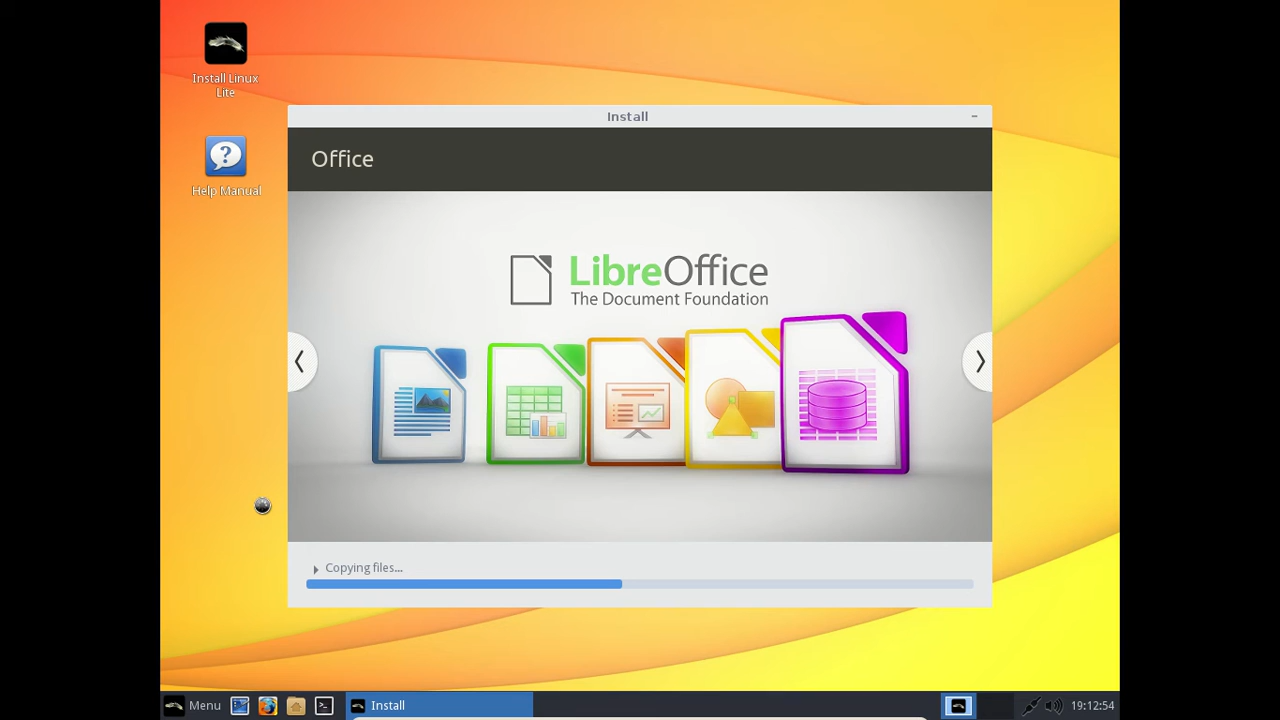 Install Linux
Lite
Help Manual
Install
Office
LibreOffice
The Document Foundation
Copying files...
Menu
Install
19:12:54